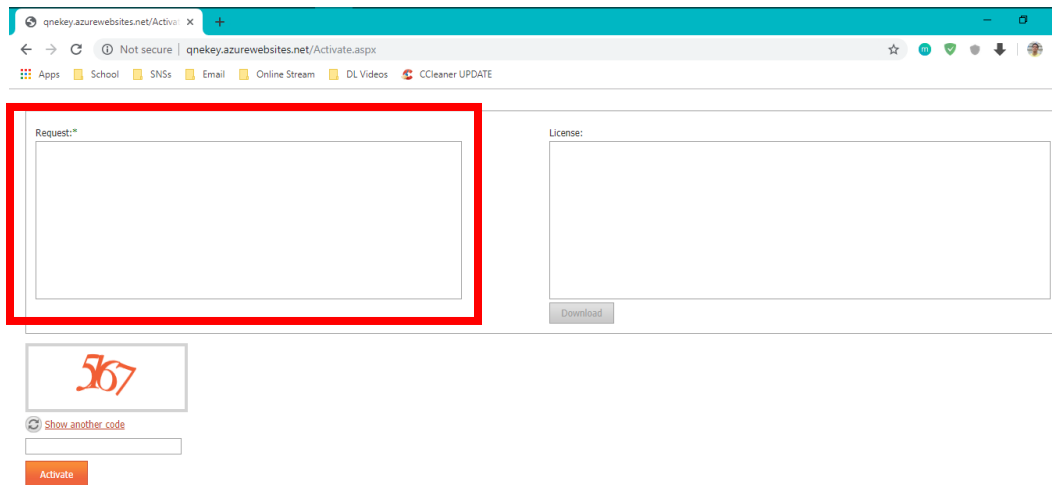 qnekey.azurewebsites.net/Activat
Not secure | qnekey.azurewebsites.net/Activate.aspx
m
Apps School SNSs Email Online Stream DL Videos CCleaner UPDATE
Request:* License:
Download
Show another code
Activate